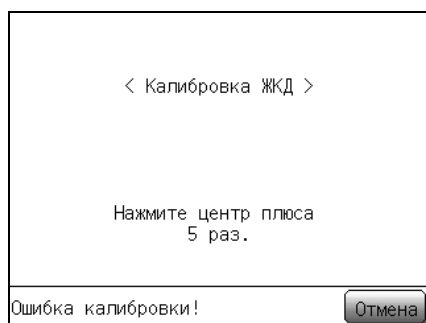 < Калибровка ЖКД >
Нажмите центр плюса
5 раз.
Ошибка калибровки!
Отмена